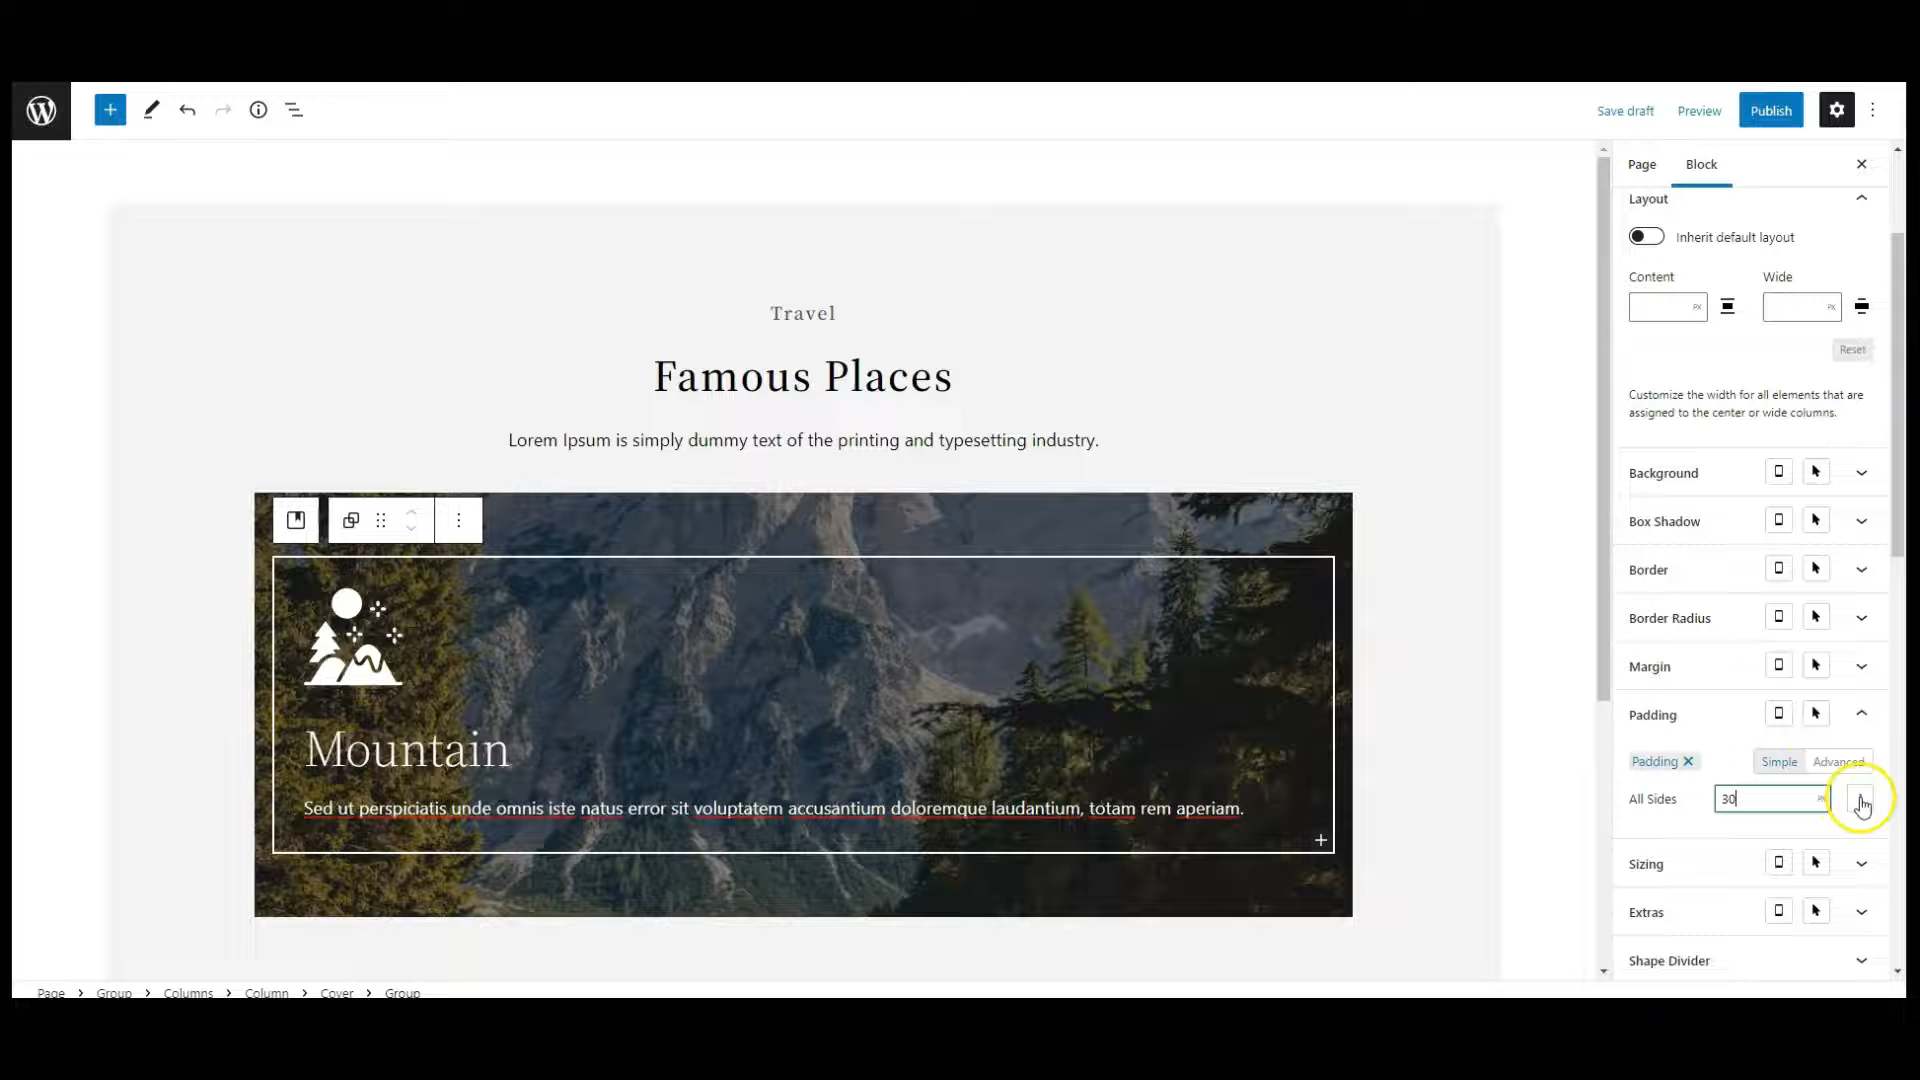 Save draft Preview Publish
Page Block
Layout
Inherit default layout
Content Wide
PX PX
Reset
Customize the width for all elements that are
assigned to the center or wide columns.
Travel
Famous Places
Lorem Ipsum is simply dummy text of the printing and typesetting industry.
Mountain
Sed ut perspiciatis unde omnis iste natus error sit voluptatem accusantium doloremque laudantium, totam rem aperiam.
Background
Box Shadow
Border
Border Radius
Margin
Padding
Padding Simple Advanced
All Sides 30
Sizing
Extras
Shape Divider
Page Group Columns Column Cover Group